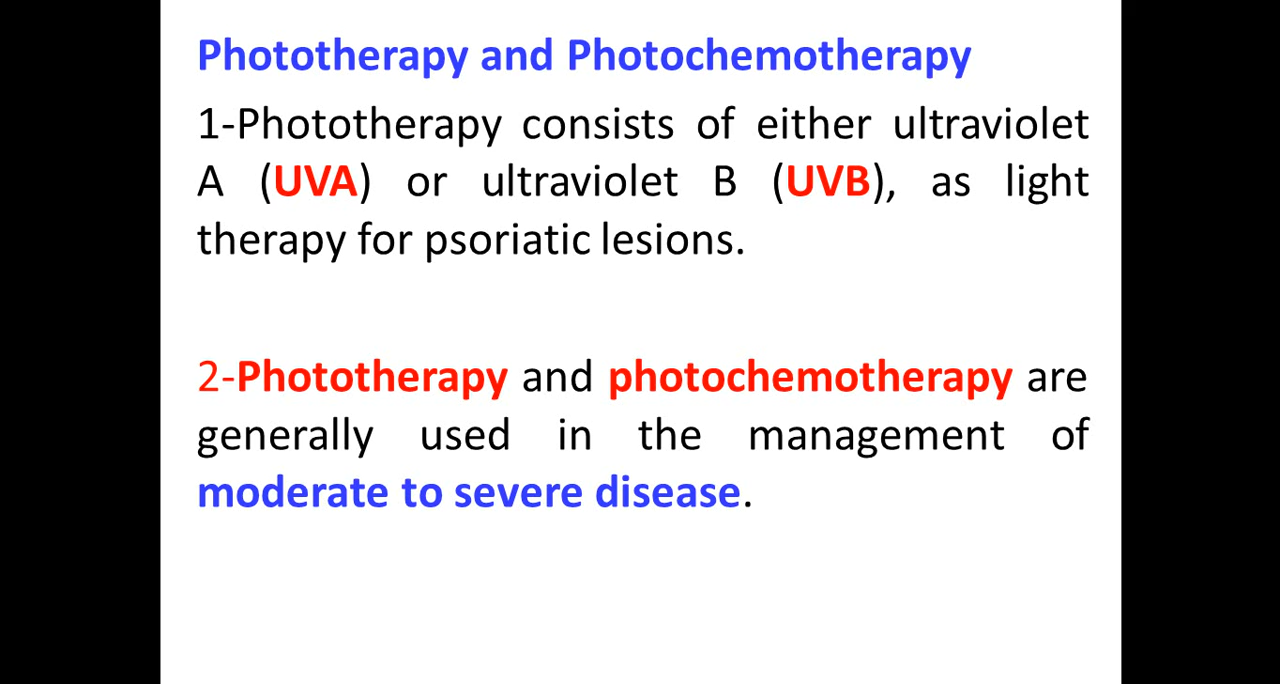 Phototherapy and Photochemotherapy
1-Phototherapy consists of either ultraviolet
A (UVA) or ultraviolet B (UVB), as light
therapy for psoriatic lesions.
2-Phototherapy and photochemotherapy are
generally used in the management of
moderate to severe disease.